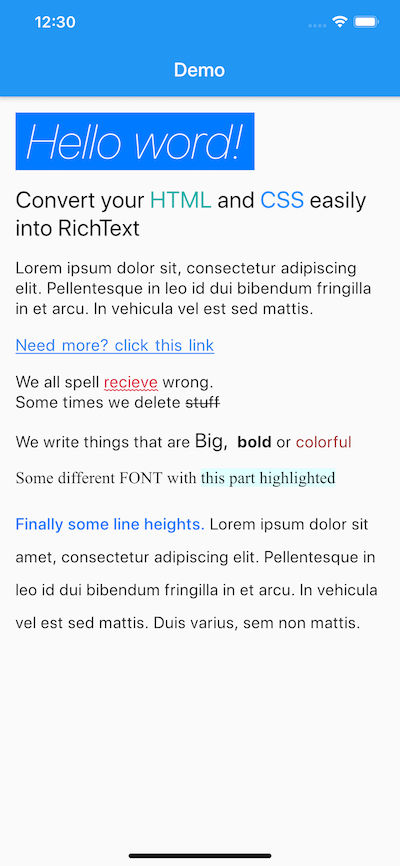 12:30
Demo
Hello word!
Convert your HTML and CSS easily
into RichText
Lorem ipsum dolor sit, consectetur adipiscing
elit. Pellentesque in leo id dui bibendum fringilla
in et arcu. In vehicula vel est sed mattis.
Need more? click this link
We all spell recieve wrong.
Some times we delete stuff
We write things that are Big, bold or colorful
Some different FONT with this part highlighted
Finally some line heights. Lorem ipsum dolor sit
amet, consectetur adipiscing elit. Pellentesque in
leo id dui bibendum fringilla in et arcu. In vehicula
vel est sed mattis. Duis varius, sem non mattis.